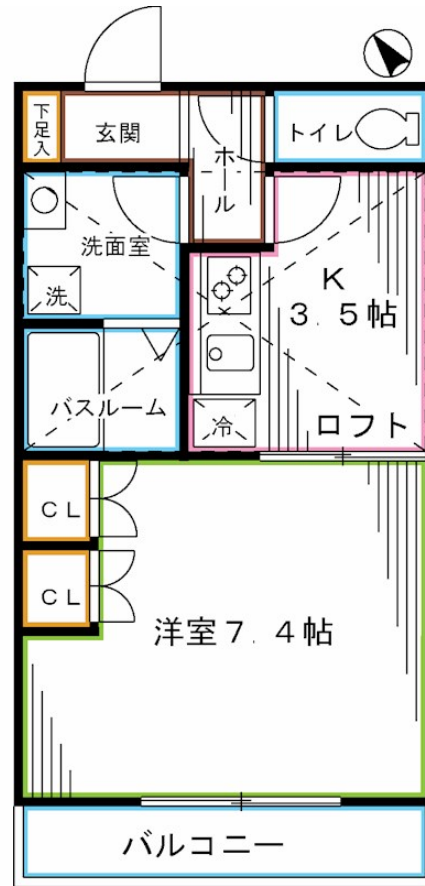 下足入
玄関
ホール
トイレ
洗面室
洗
K
3.5帖
バスルーム
冷
ロフト
CL
CL
洋室7.4帖
バルコニー